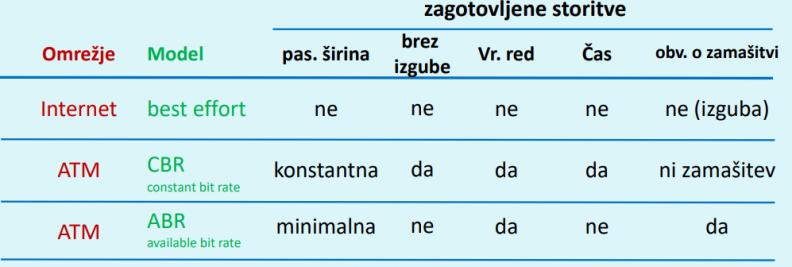 zagotovljene storitve
Omrežje Model pas. širina brez izgube Vr. red Čas obv. o zamašitvi
Internet best effort ne ne ne ne ne (izguba)
ATM CBR constant bit rate konstantna da da da ni zamašitev
ATM ABR available bit rate minimalna ne da ne da